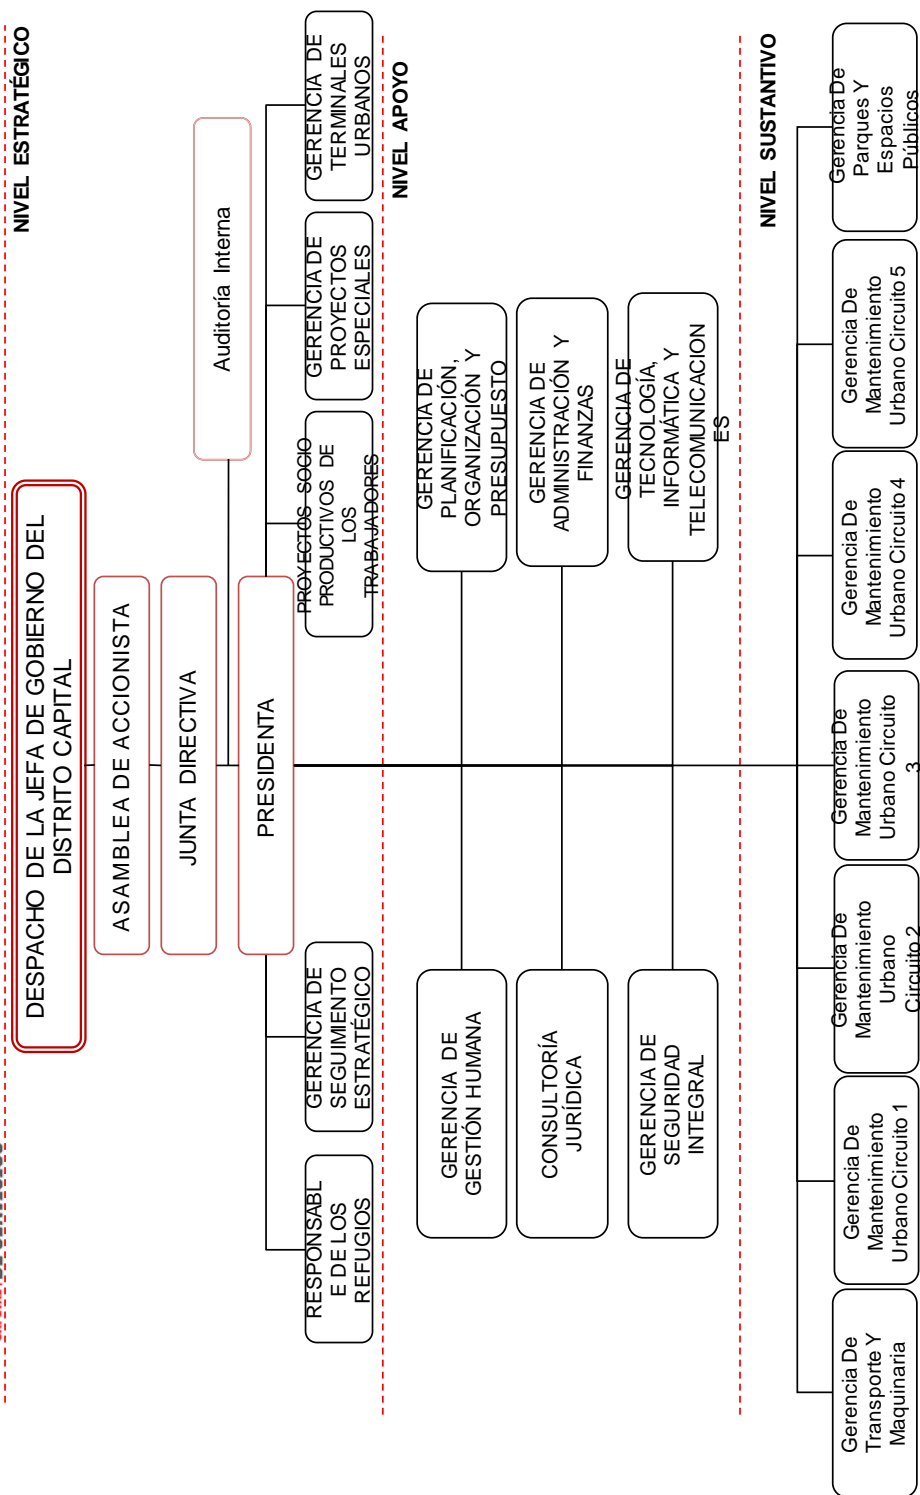 NIVEL ESTRATÉGICO
DESPACHO DE LA JEFA DE GOBIERNO DEL
DISTRITO CAPITAL
ASAMBLEA DE ACCIONISTA
JUNTA DIRECTIVA
Auditoría Interna
PRESIDENTA
RESPONSABL
E DE LOS
REFUGIOS
GERENCIA DE
SEGUIMIENTO
ESTRATÉGICO
PROYECTOS SOCIO
PRODUCTIVOS DE
LOS
TRABAJADORES
GERENCIA DE
PROYECTOS
ESPECIALES
GERENCIA DE
TERMINALES
URBANOS
NIVEL APOYO
GERENCIA DE
GESTIÓN HUMANA
GERENCIA DE
PLANIFICACIÓN,
ORGANIZACIÓN Y
PRESUPUESTO
CONSULTORÍA
JURÍDICA
GERENCIA DE
ADMINISTRACIÓN Y
FINANZAS
GERENCIA DE
SEGURIDAD
INTEGRAL
GERENCIA DE
TECNOLOGÍA,
INFORMÁTICA Y
TELECOMUNICACION
ES
NIVEL SUSTANTIVO
Gerencia De
Transporte Y
Maquinaria
Gerencia De
Mantenimiento
Urbano Circuito 1
Gerencia De
Mantenimiento
Urbano
Circuito 2
Gerencia De
Mantenimiento
Urbano Circuito
3
Gerencia De
Mantenimiento
Urbano Circuito 4
Gerencia De
Mantenimiento
Urbano Circuito 5
Gerencia De
Parques Y
Espacios
Públicos